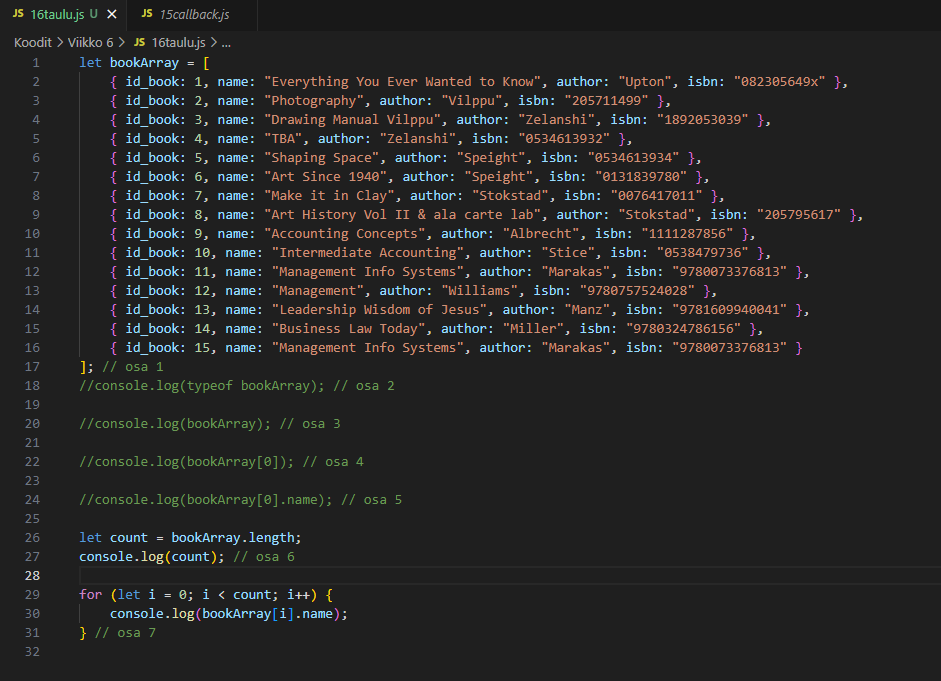 JS 16taulu.js U ✕ JS 15callback.js
Koodit > Viikko 6 > JS 16taulu.js > ...
1 let bookArray = [
2 { id_book: 1, name: "Everything You Ever Wanted to Know", author: "Upton", isbn: "082305649x" },
3 { id_book: 2, name: "Photography", author: "Vilppu", isbn: "205711499" },
4 { id_book: 3, name: "Drawing Manual Vilppu", author: "Zelanshi", isbn: "1892053039" },
5 { id_book: 4, name: "TBA", author: "Zelanshi", isbn: "0534613932" },
6 { id_book: 5, name: "Shaping Space", author: "Speight", isbn: "0534613934" },
7 { id_book: 6, name: "Art Since 1940", author: "Speight", isbn: "0131839780" },
8 { id_book: 7, name: "Make it in Clay", author: "Stokstad", isbn: "0076417011" },
9 { id_book: 8, name: "Art History Vol II & ala carte lab", author: "Stokstad", isbn: "205795617" },
10 { id_book: 9, name: "Accounting Concepts", author: "Albrecht", isbn: "1111287856" },
11 { id_book: 10, name: "Intermediate Accounting", author: "Stice", isbn: "0538479736" },
12 { id_book: 11, name: "Management Info Systems", author: "Marakas", isbn: "9780073376813" },
13 { id_book: 12, name: "Management", author: "Williams", isbn: "9780757524028" },
14 { id_book: 13, name: "Leadership Wisdom of Jesus", author: "Manz", isbn: "9781609940041" },
15 { id_book: 14, name: "Business Law Today", author: "Miller", isbn: "9780324786156" },
16 { id_book: 15, name: "Management Info Systems", author: "Marakas", isbn: "9780073376813" }
17 ]; // osa 1
18 //console.log(typeof bookArray); // osa 2
19
20 //console.log(bookArray); // osa 3
21
22 //console.log(bookArray[0]); // osa 4
23
24 //console.log(bookArray[0].name); // osa 5
25
26 let count = bookArray.length;
27 console.log(count); // osa 6
28
29 for (let i = 0; i < count; i++) {
30 console.log(bookArray[i].name);
31 } // osa 7
32